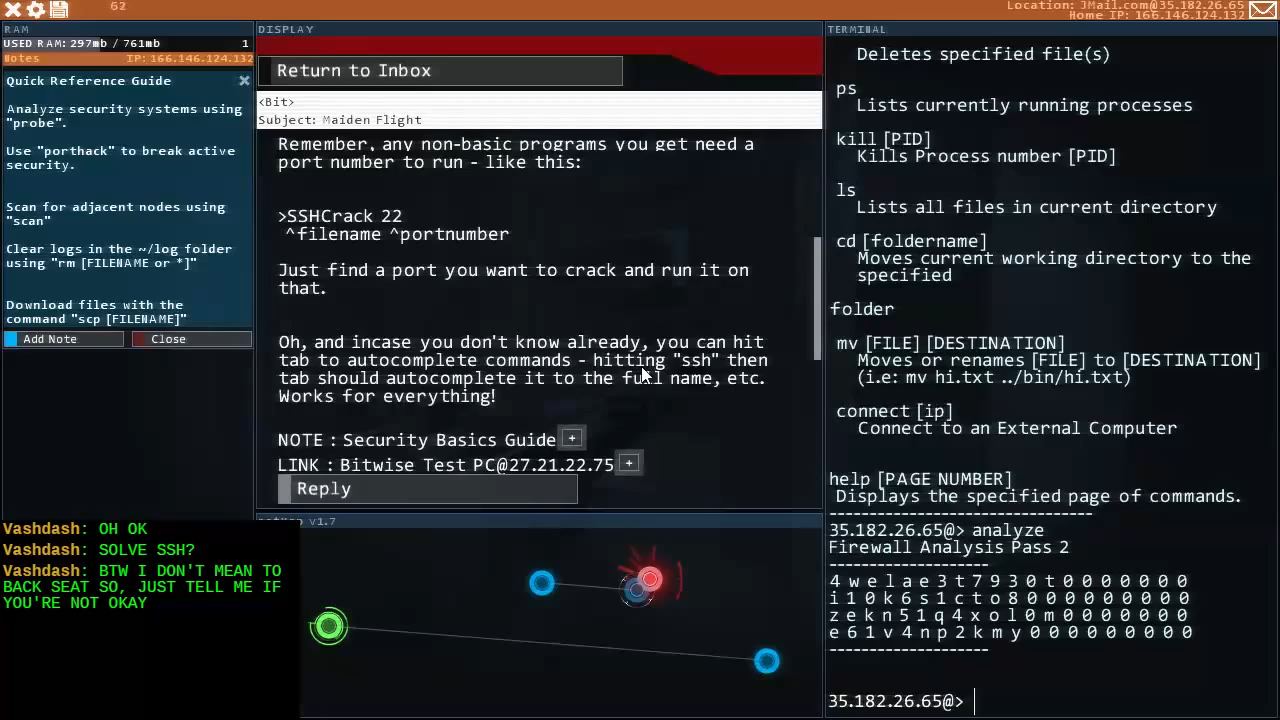 62
Location: JMail.com@35.182.26.65
Home IP: 166.146.124.132
RAM
USED RAM: 297mb / 761mb
1
Notes
IP: 166.146.124.132
Quick Reference Guide
Analyze security systems using
"probe".
Use "porthack" to break active
security.
Scan for adjacent nodes using
"scan"
Clear logs in the ~/log folder
using "rm [FILENAME or *]"
Download files with the
command "scp [FILENAME]"
Add Note
Close
Vashdash: OH OK
Vashdash: SOLVE SSH?
Vashdash: BTW I DON'T MEAN TO
BACK SEAT SO, JUST TELL ME IF
YOU'RE NOT OKAY
DISPLAY
Return to Inbox
<Bit>
Subject: Maiden Flight
Remember, any non-basic programs you get need a
port number to run - like this:
>SSHCrack 22
^filename ^portnumber
Just find a port you want to crack and run it on
that.
Oh, and incase you don't know already, you can hit
tab to autocomplete commands - hitting "ssh" then
tab should autocomplete it to the full name, etc.
Works for everything!
NOTE : Security Basics Guide +
LINK : Bitwise Test PC@27.21.22.75 +
Reply
v1.7
TERMINAL
Deletes specified file(s)
ps
Lists currently running processes
kill [PID]
Kills Process number [PID]
ls
Lists all files in current directory
cd [foldername]
Moves current working directory to the
specified
folder
mv [FILE] [DESTINATION]
Moves or renames [FILE] to [DESTINATION]
(i.e: mv hi.txt ../bin/hi.txt)
connect [ip]
Connect to an External Computer
help [PAGE NUMBER]
Displays the specified page of commands.
--------------------------------
35.182.26.65@> analyze
Firewall Analysis Pass 2
--------------------
4 w e l a e 3 t 7 9 3 0 t 0 0 0 0 0 0 0
i 1 0 k 6 s 1 c t o 8 0 0 0 0 0 0 0 0 0
z e k n 5 1 q 4 x o l 0 m 0 0 0 0 0 0 0
e 6 1 v 4 n p 2 k m y 0 0 0 0 0 0 0 0 0
--------------------
35.182.26.65@>